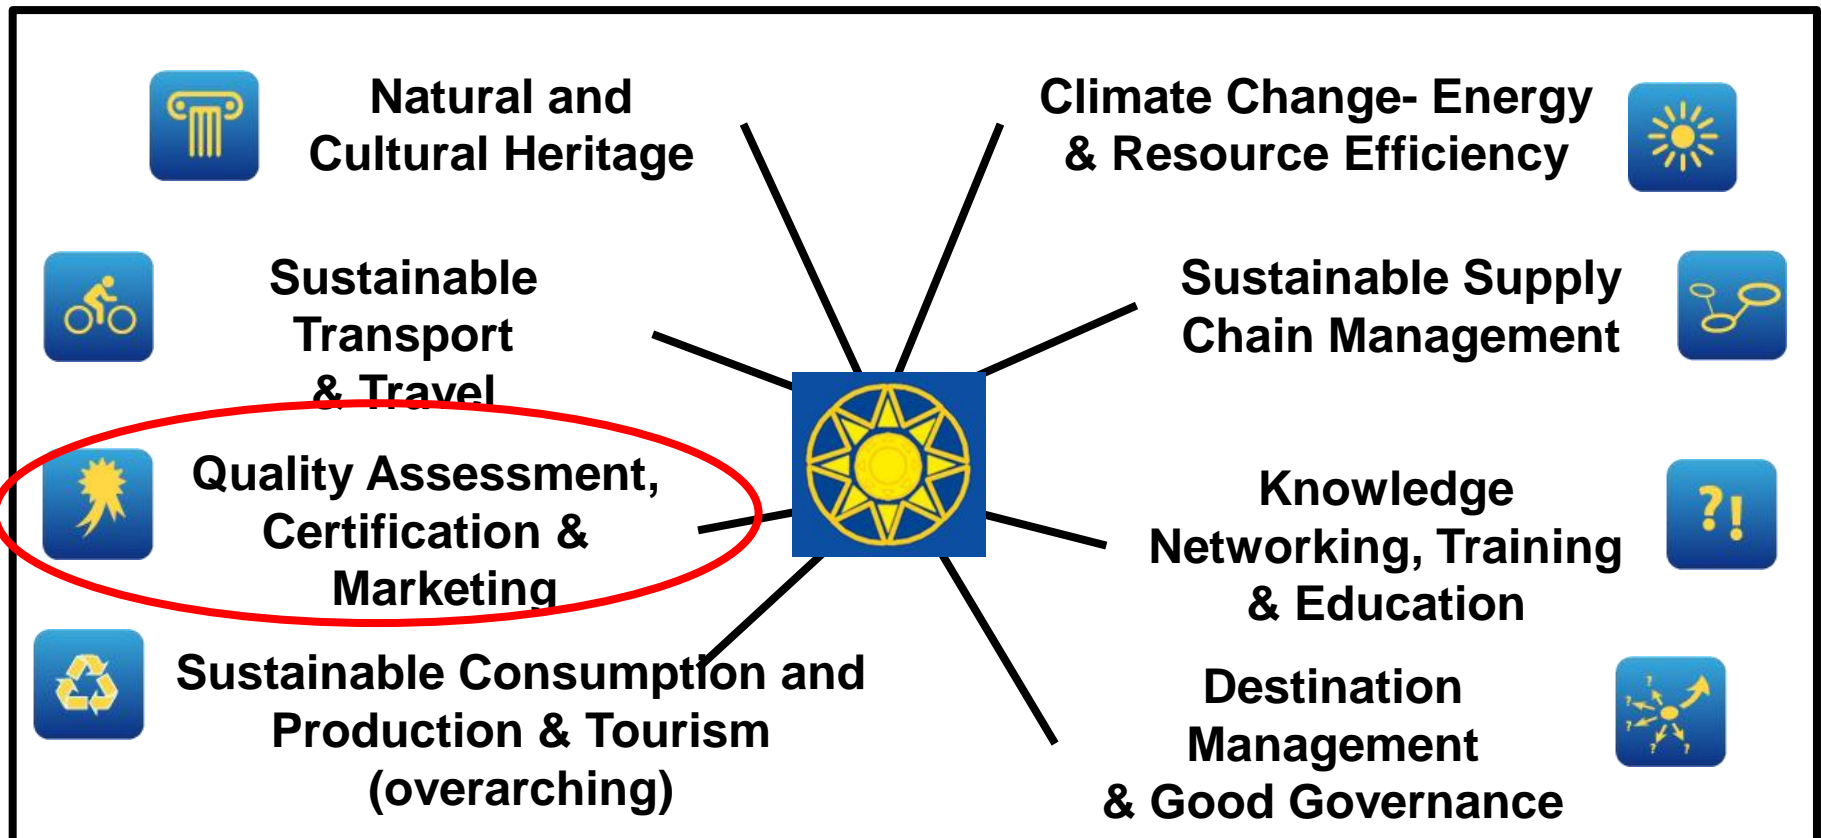 Natural and
Cultural Heritage
Climate Change- Energy
& Resource Efficiency
Sustainable
Transport
& Travel
Sustainable Supply
Chain Management
Quality Assessment,
Certification &
Marketing
Knowledge
Networking, Training
& Education
?!
Sustainable Consumption and
Production & Tourism
(overarching)
Destination
Management
& Good Governance
? ? ? ? ? ?